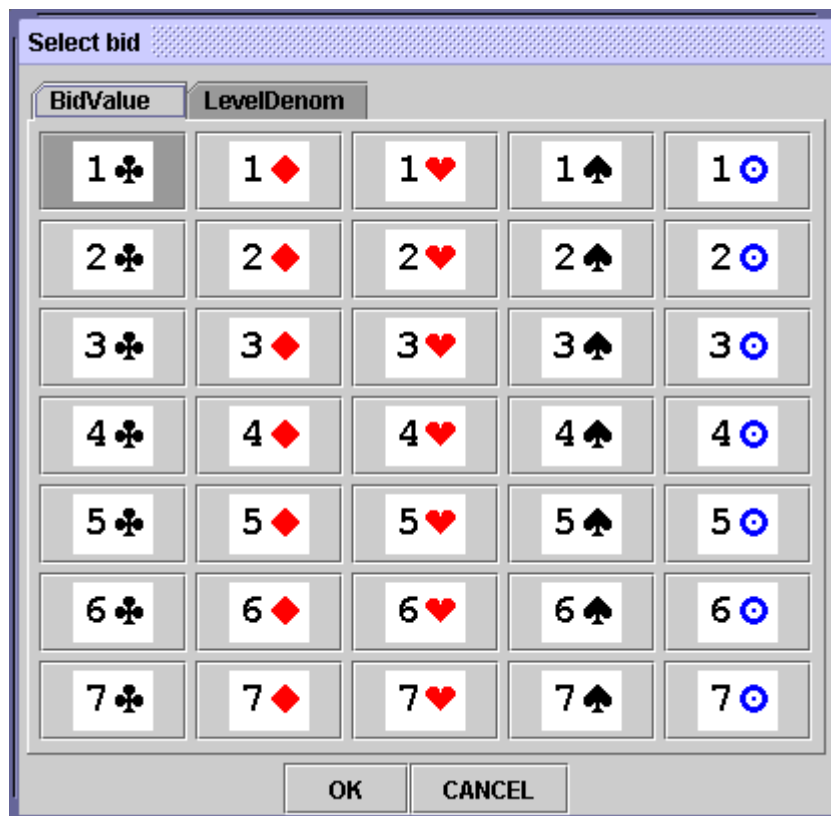 Select bid
BidValue LevelDenom
1♣ 1♦ 1♥ 1♠ 1⊙
2♣ 2♦ 2♥ 2♠ 2⊙
3♣ 3♦ 3♥ 3♠ 3⊙
4♣ 4♦ 4♥ 4♠ 4⊙
5♣ 5♦ 5♥ 5♠ 5⊙
6♣ 6♦ 6♥ 6♠ 6⊙
7♣ 7♦ 7♥ 7♠ 7⊙
OK CANCEL